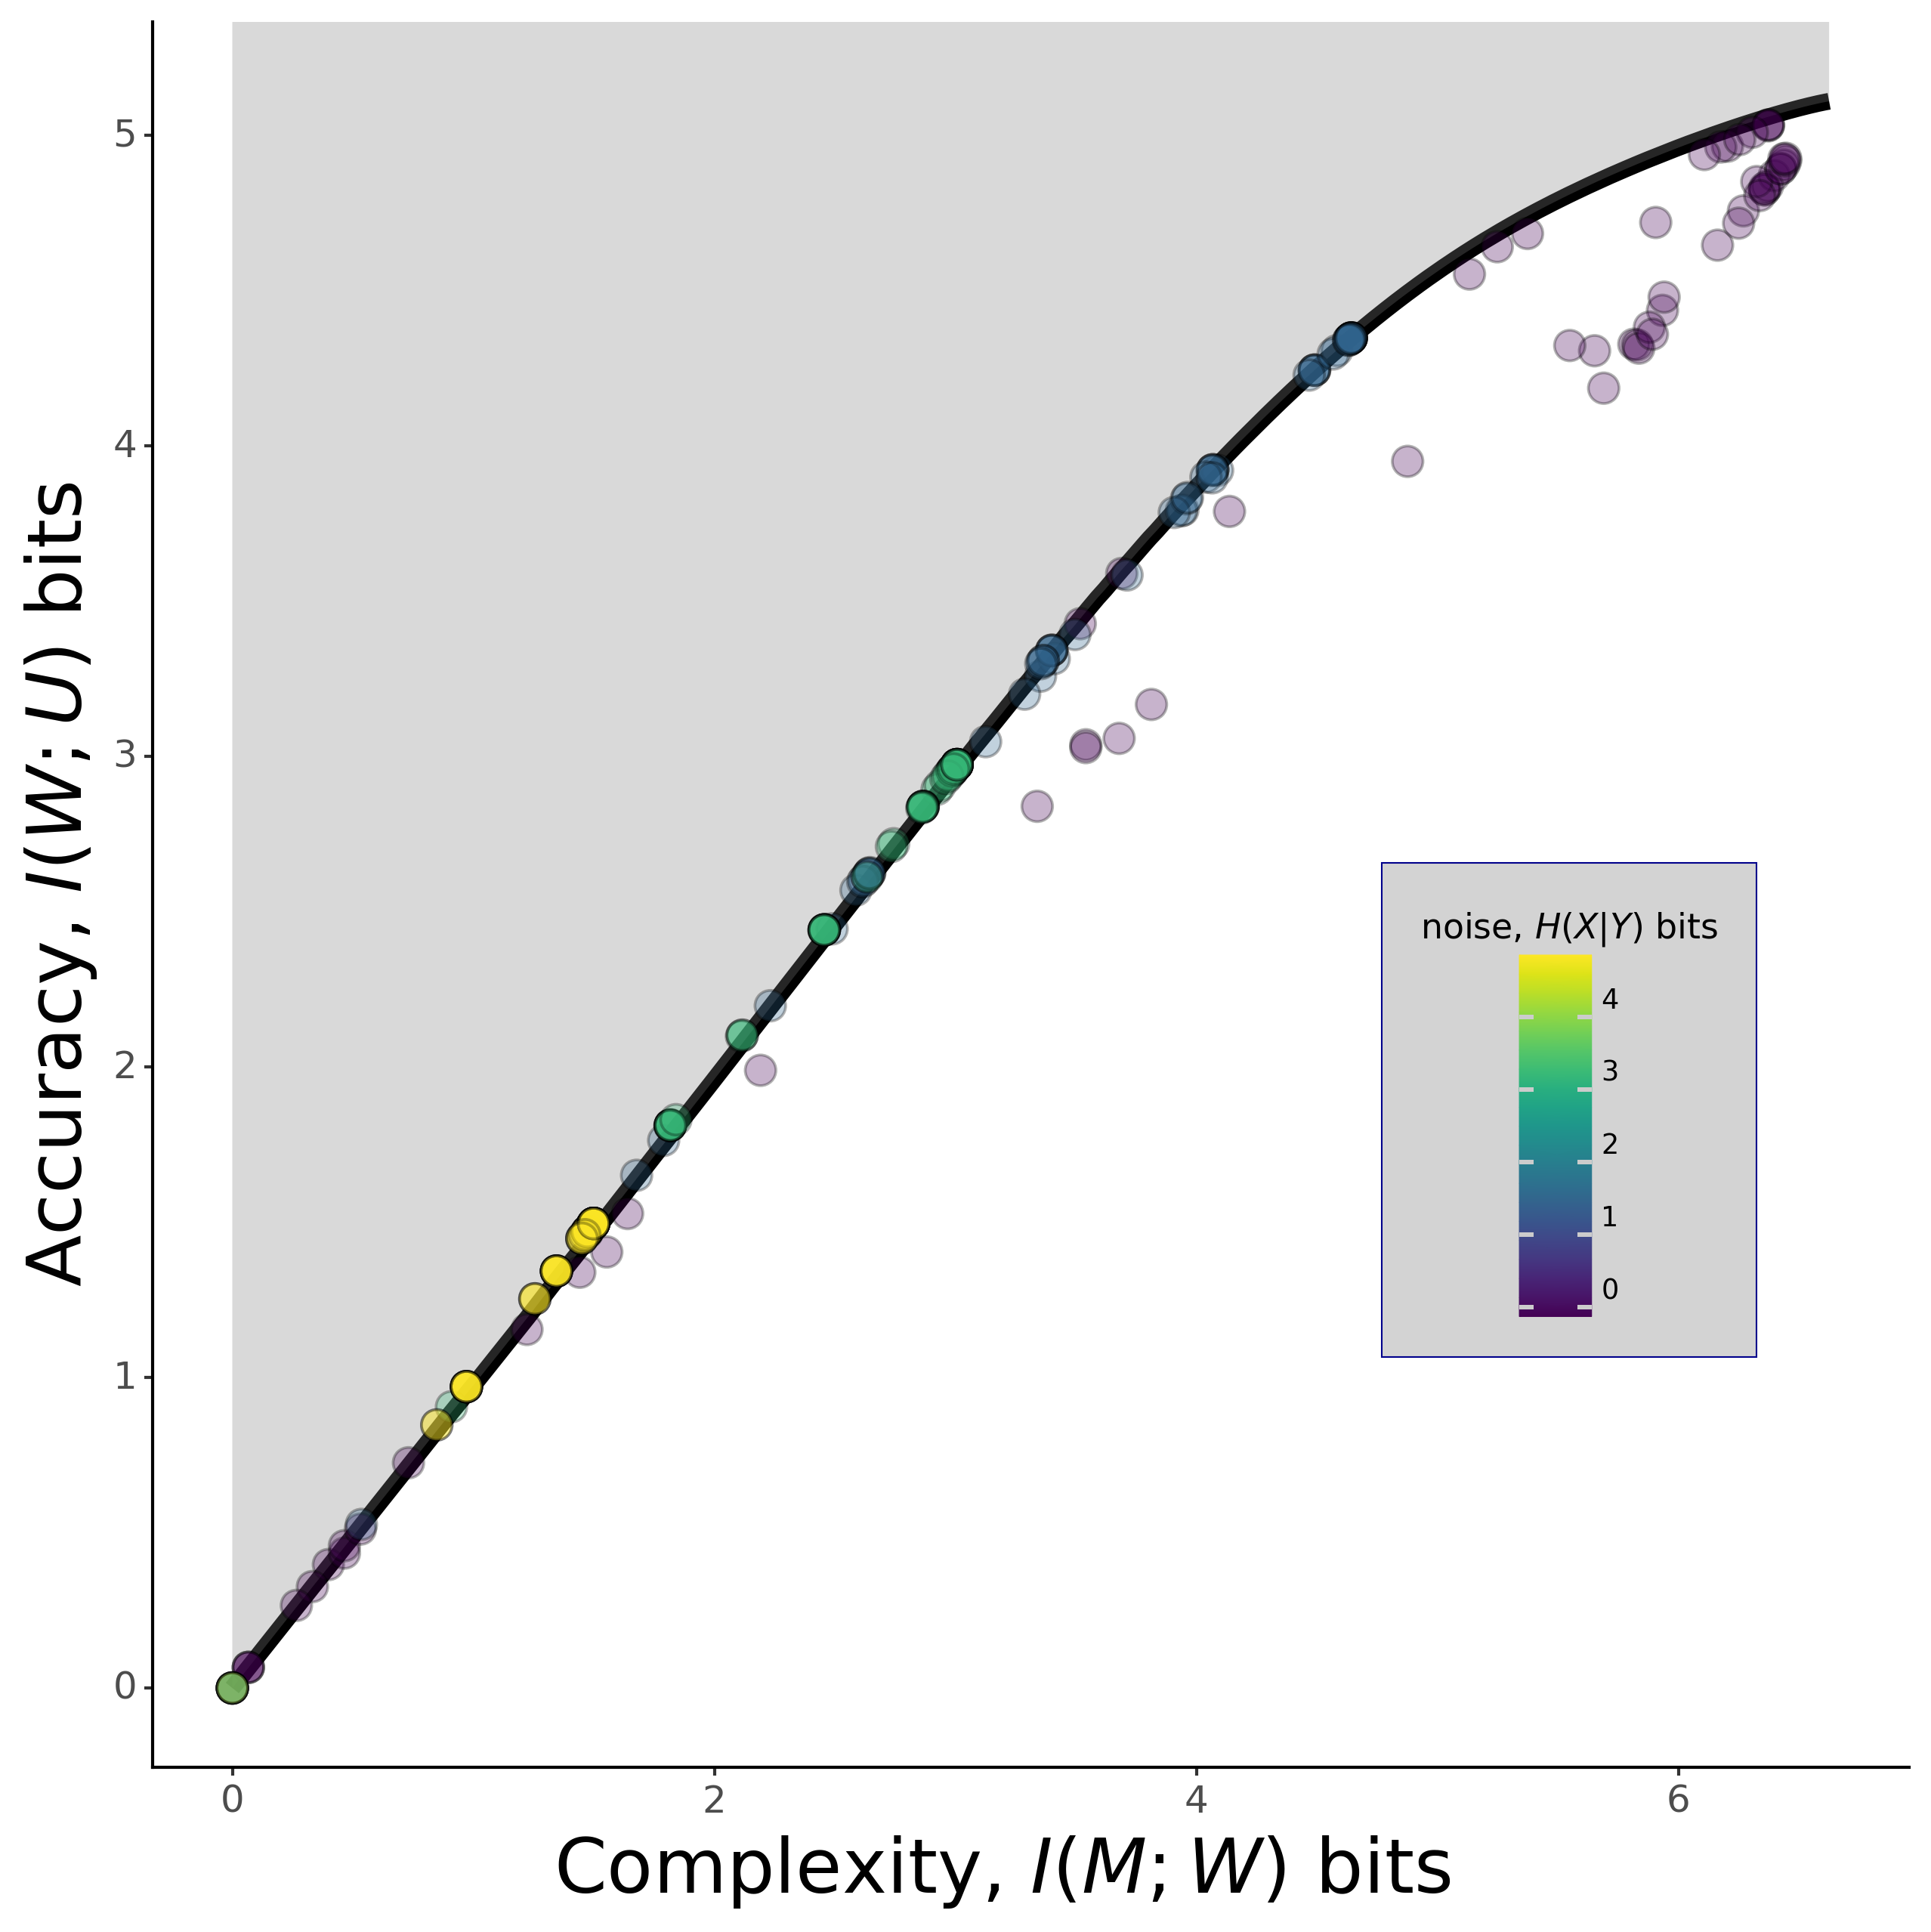 Accuracy, I(W; U) bits
5
4
3
2
1
0
0 2 4 6
Complexity, I(M; W) bits
noise, H(X|Y) bits
4
3
2
1
0